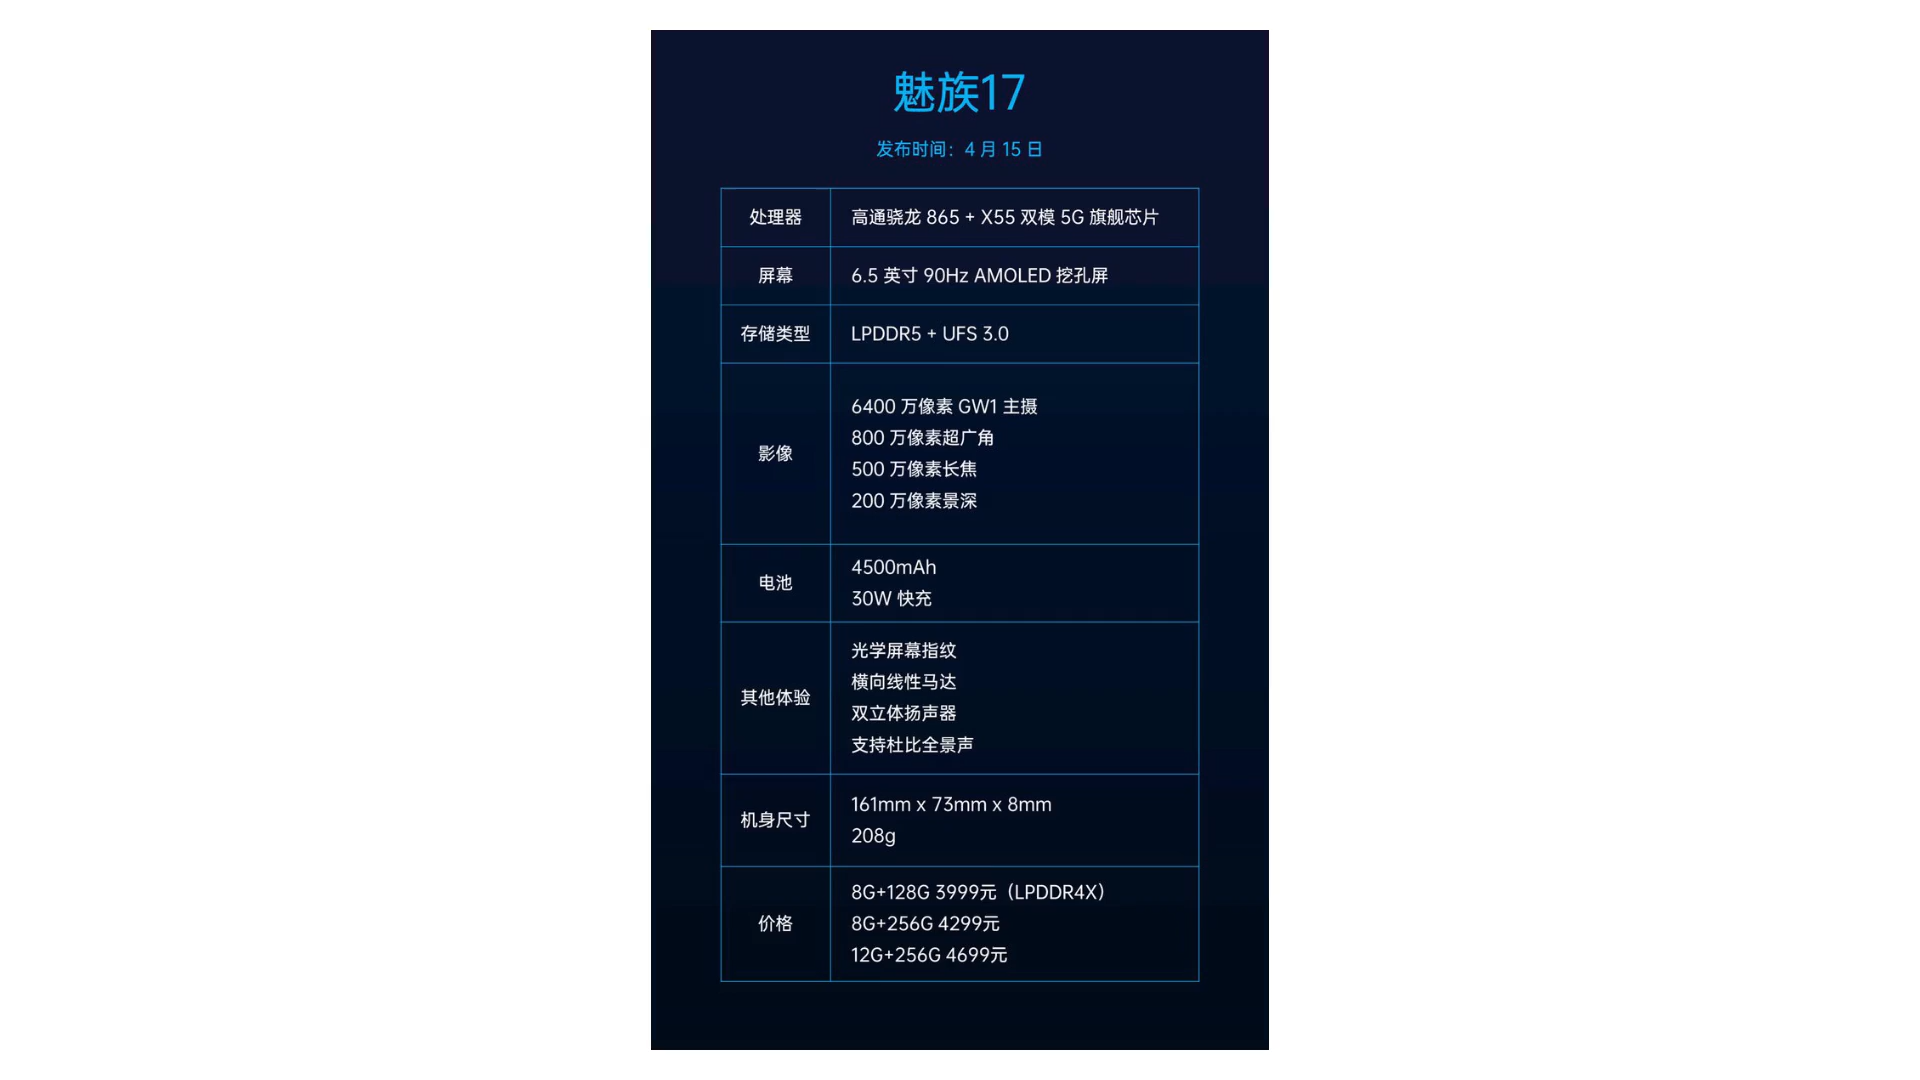 魅族17
发布时间：4 月 15 日
处理器
高通骁龙 865 + X55 双模 5G 旗舰芯片
屏幕
6.5 英寸 90Hz AMOLED 挖孔屏
存储类型
LPDDR5 + UFS 3.0
影像
6400 万像素 GW1 主摄
800 万像素超广角
500 万像素长焦
200 万像素景深
电池
4500mAh
30W 快充
其他体验
光学屏幕指纹
横向线性马达
双立体扬声器
支持杜比全景声
机身尺寸
161mm x 73mm x 8mm
208g
价格
8G+128G 3999元（LPDDR4X）
8G+256G 4299元
12G+256G 4699元